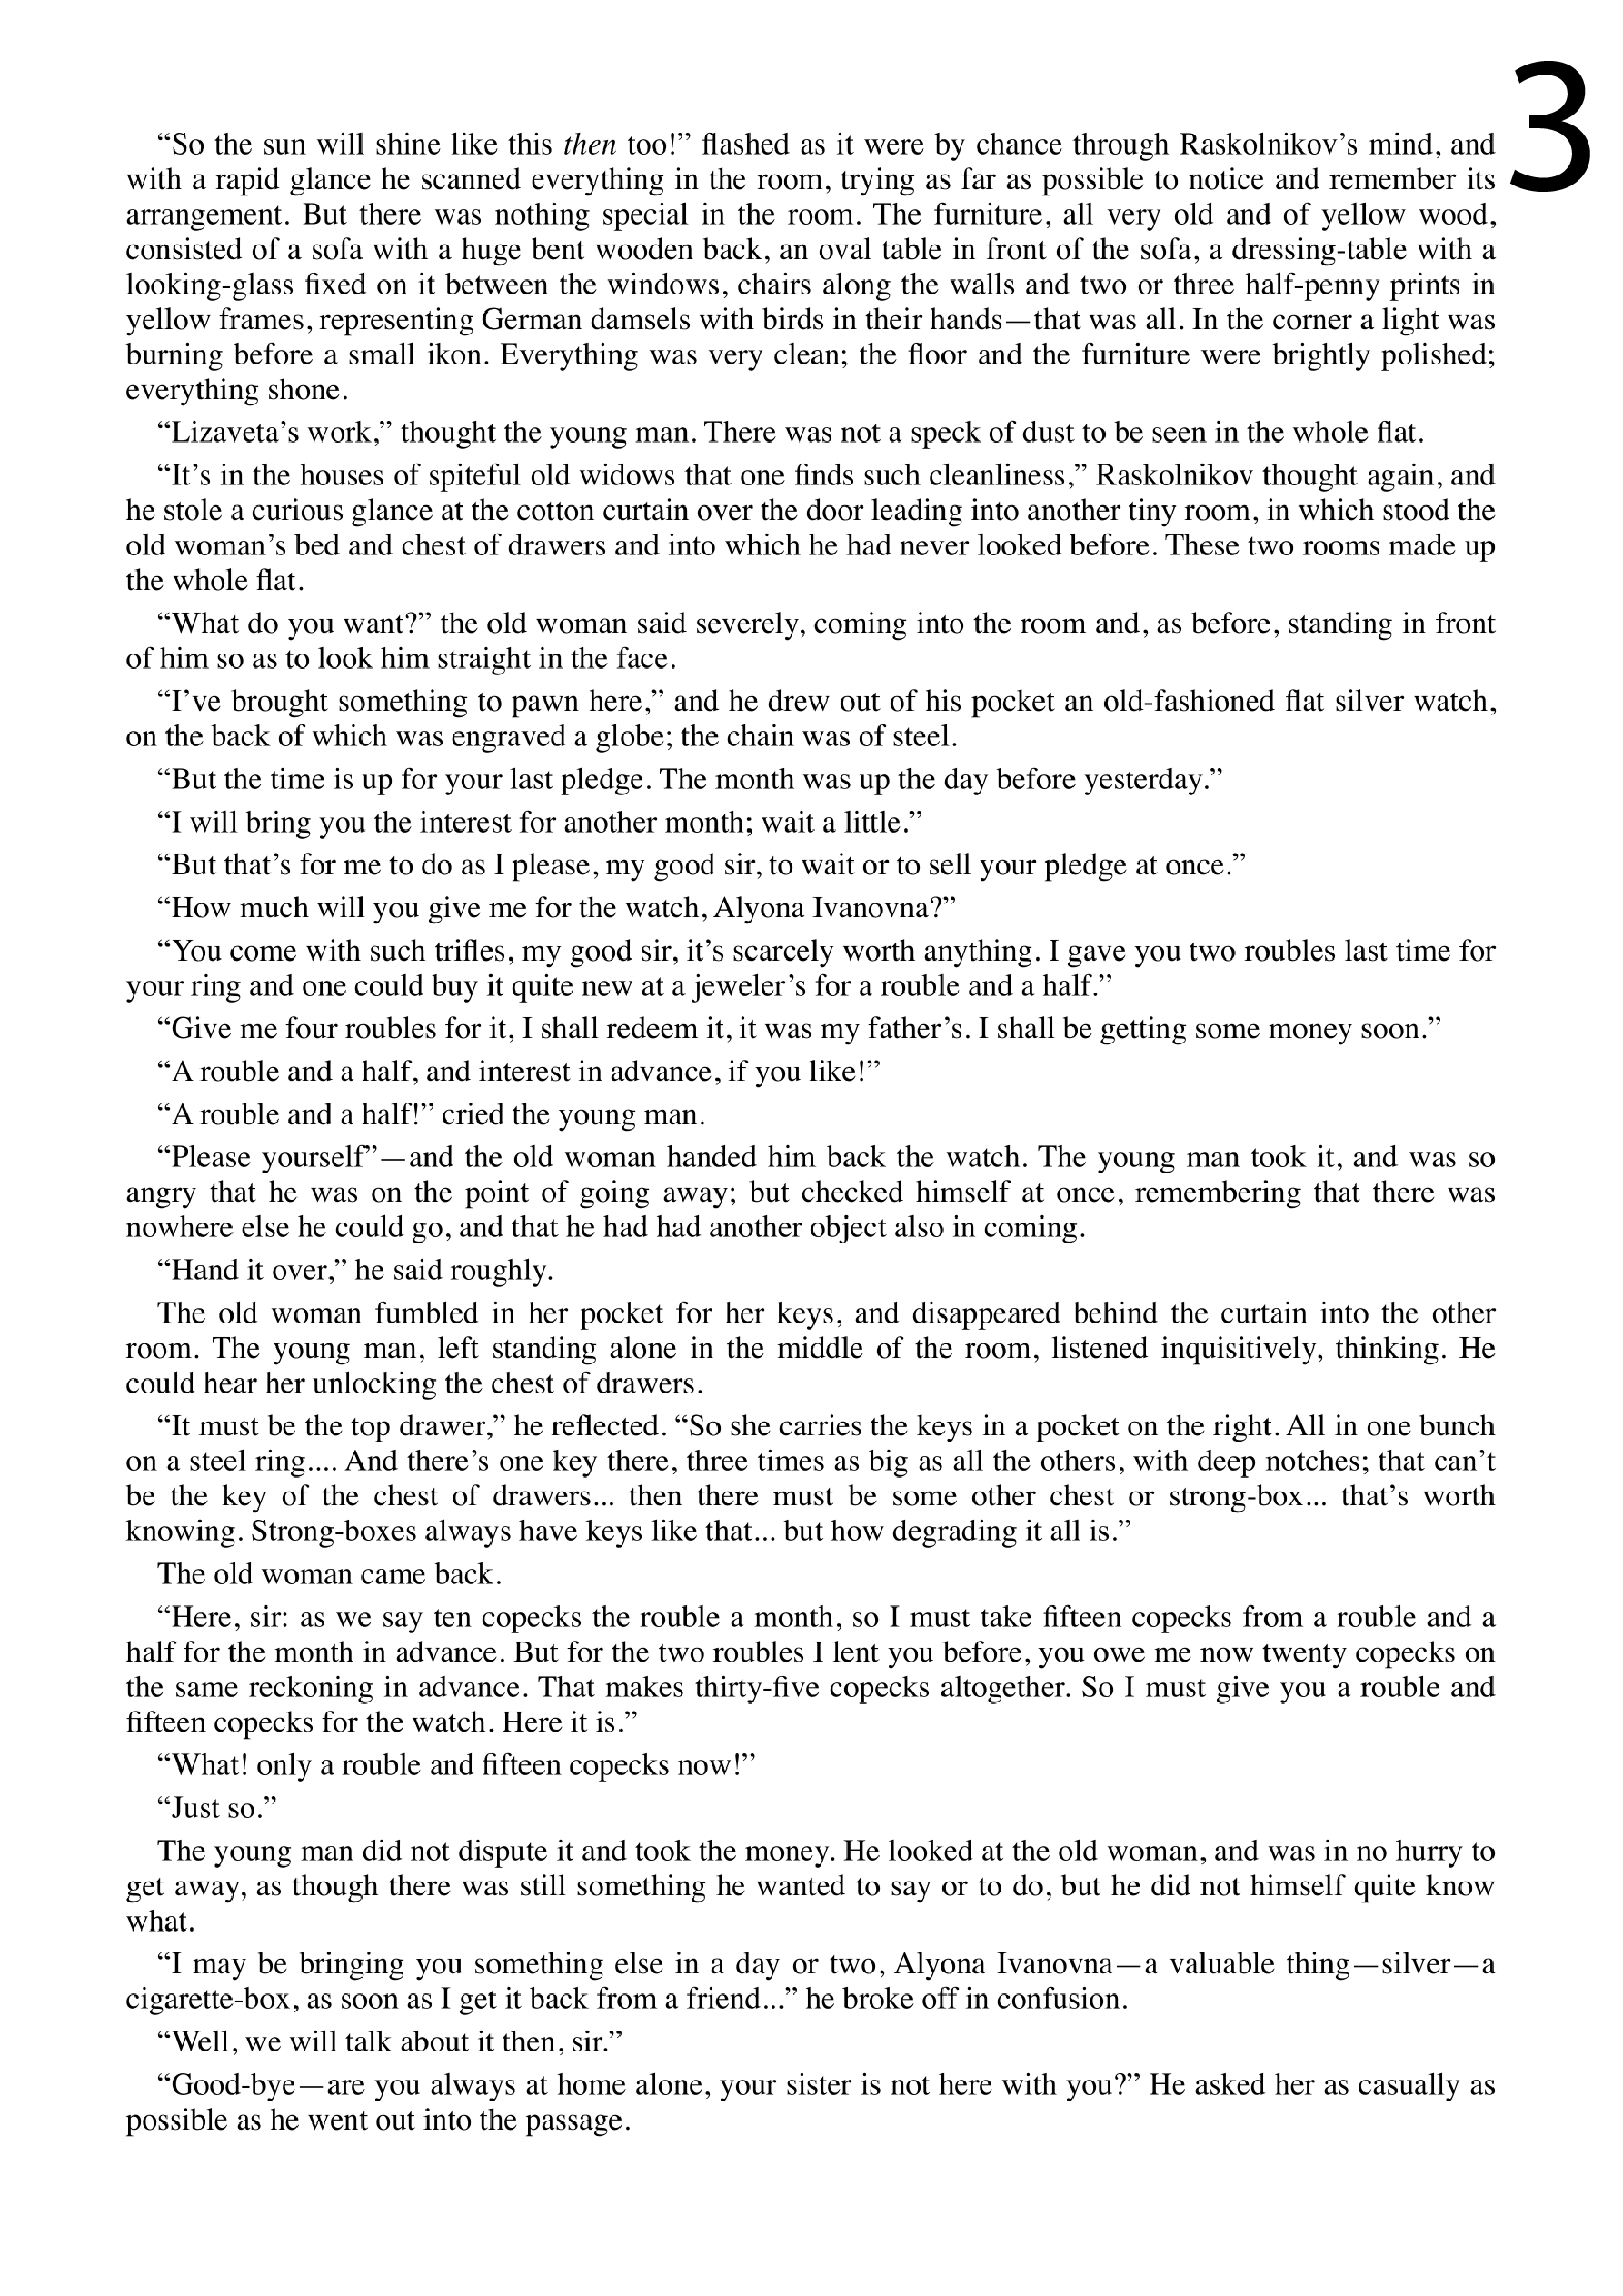 3
“So the sun will shine like this then too!” flashed as it were by chance through Raskolnikov’s mind, and
with a rapid glance he scanned everything in the room, trying as far as possible to notice and remember its
arrangement. But there was nothing special in the room. The furniture, all very old and of yellow wood,
consisted of a sofa with a huge bent wooden back, an oval table in front of the sofa, a dressing-table with a
looking-glass fixed on it between the windows, chairs along the walls and two or three half-penny prints in
yellow frames, representing German damsels with birds in their hands—that was all. In the corner a light was
burning before a small ikon. Everything was very clean; the floor and the furniture were brightly polished;
everything shone.
“Lizaveta’s work,” thought the young man. There was not a speck of dust to be seen in the whole flat.
“It’s in the houses of spiteful old widows that one finds such cleanliness,” Raskolnikov thought again, and
he stole a curious glance at the cotton curtain over the door leading into another tiny room, in which stood the
old woman’s bed and chest of drawers and into which he had never looked before. These two rooms made up
the whole flat.
“What do you want?” the old woman said severely, coming into the room and, as before, standing in front
of him so as to look him straight in the face.
“I’ve brought something to pawn here,” and he drew out of his pocket an old-fashioned flat silver watch,
on the back of which was engraved a globe; the chain was of steel.
“But the time is up for your last pledge. The month was up the day before yesterday.”
“I will bring you the interest for another month; wait a little.”
“But that’s for me to do as I please, my good sir, to wait or to sell your pledge at once.”
“How much will you give me for the watch, Alyona Ivanovna?”
“You come with such trifles, my good sir, it’s scarcely worth anything. I gave you two roubles last time for
your ring and one could buy it quite new at a jeweler’s for a rouble and a half.”
“Give me four roubles for it, I shall redeem it, it was my father’s. I shall be getting some money soon.”
“A rouble and a half, and interest in advance, if you like!”
“A rouble and a half!” cried the young man.
“Please yourself”—and the old woman handed him back the watch. The young man took it, and was so
angry that he was on the point of going away; but checked himself at once, remembering that there was
nowhere else he could go, and that he had had another object also in coming.
“Hand it over,” he said roughly.
The old woman fumbled in her pocket for her keys, and disappeared behind the curtain into the other
room. The young man, left standing alone in the middle of the room, listened inquisitively, thinking. He
could hear her unlocking the chest of drawers.
“It must be the top drawer,” he reflected. “So she carries the keys in a pocket on the right. All in one bunch
on a steel ring.... And there’s one key there, three times as big as all the others, with deep notches; that can’t
be the key of the chest of drawers... then there must be some other chest or strong-box... that’s worth
knowing. Strong-boxes always have keys like that... but how degrading it all is.”
The old woman came back.
“Here, sir: as we say ten copecks the rouble a month, so I must take fifteen copecks from a rouble and a
half for the month in advance. But for the two roubles I lent you before, you owe me now twenty copecks on
the same reckoning in advance. That makes thirty-five copecks altogether. So I must give you a rouble and
fifteen copecks for the watch. Here it is.”
“What! only a rouble and fifteen copecks now!”
“Just so.”
The young man did not dispute it and took the money. He looked at the old woman, and was in no hurry to
get away, as though there was still something he wanted to say or to do, but he did not himself quite know
what.
“I may be bringing you something else in a day or two, Alyona Ivanovna—a valuable thing—silver—a
cigarette-box, as soon as I get it back from a friend...” he broke off in confusion.
“Well, we will talk about it then, sir.”
“Good-bye—are you always at home alone, your sister is not here with you?” He asked her as casually as
possible as he went out into the passage.